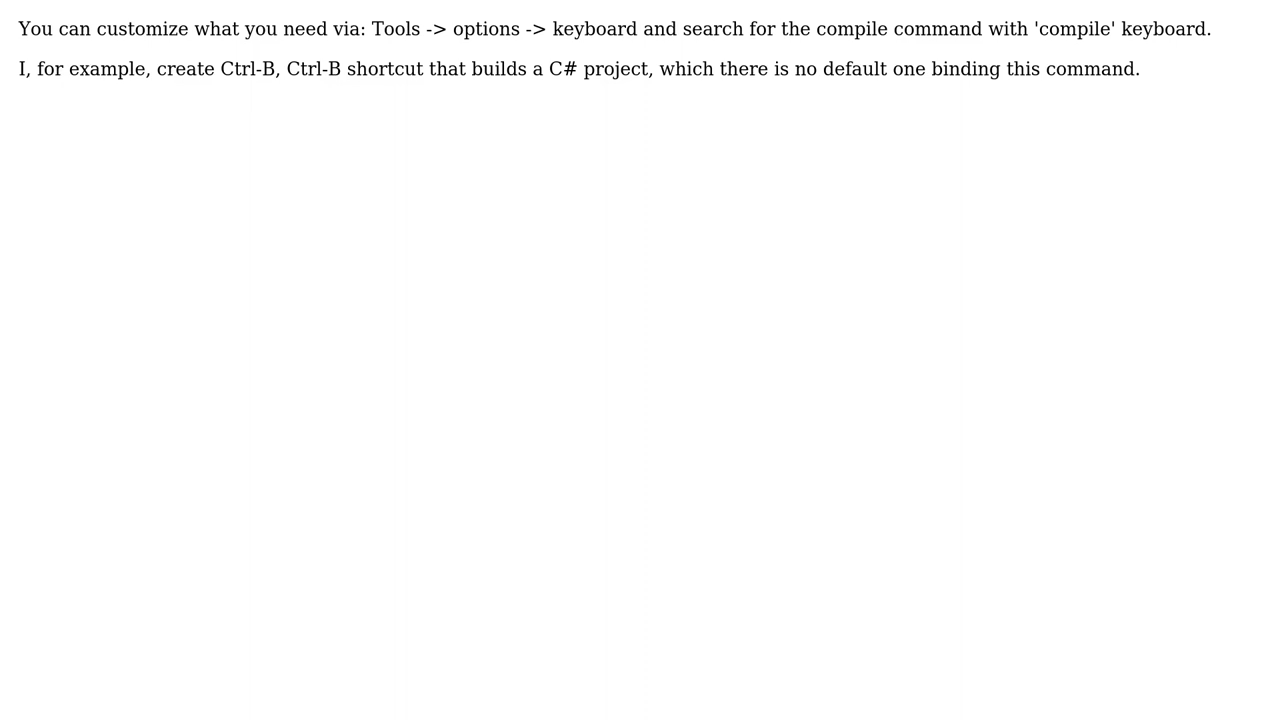 You can customize what you need via: Tools -> options -> keyboard and search for the compile command with 'compile' keyboard.
I, for example, create Ctrl-B, Ctrl-B shortcut that builds a C# project, which there is no default one binding this command.